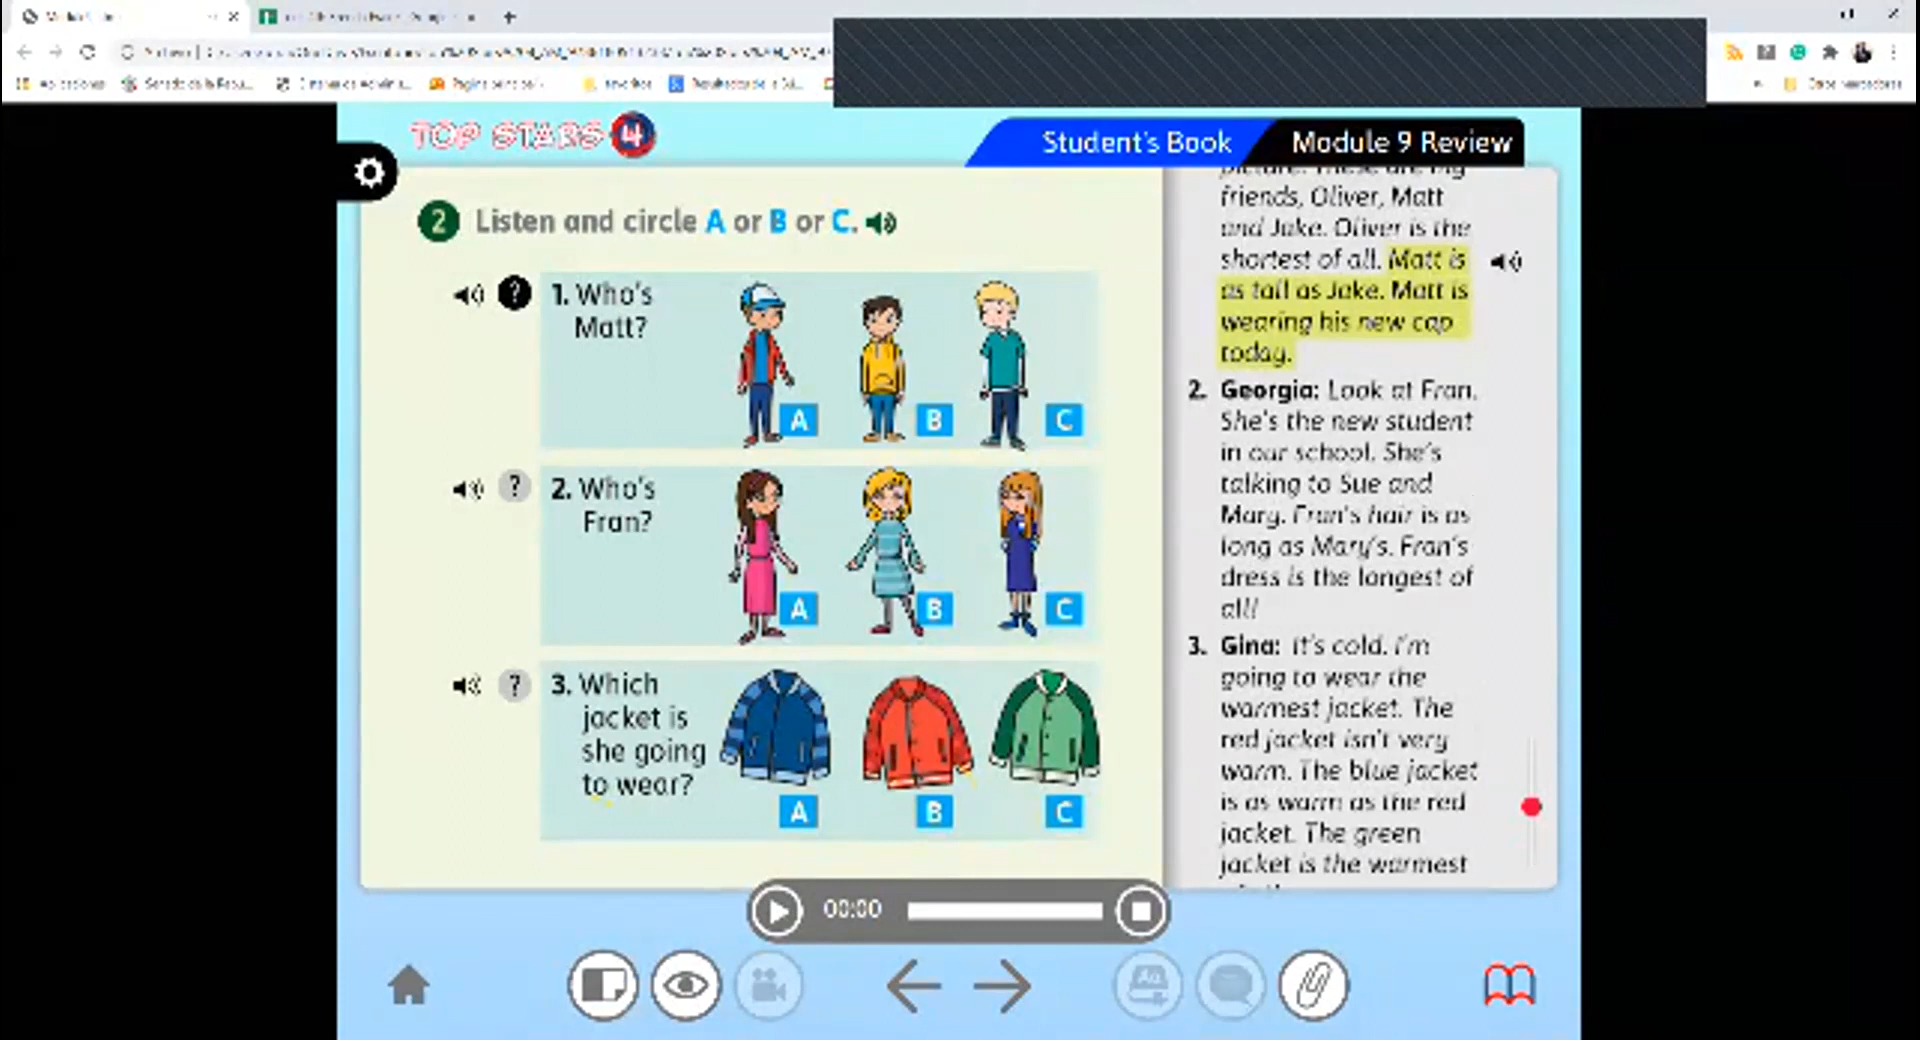 TOP STARS 4
Student's Book
Module 9 Review
2 Listen and circle A or B or C.
? 1. Who's
Matt?
A
B
C
? 2. Who's
Fran?
A
B
C
? 3. Which
jacket is
she going
to wear?
A
B
C
picture. These are my
friends, Oliver, Matt
and Jake. Oliver is the
shortest of all. Matt is
as tall as Jake. Matt is
wearing his new cap
today.
2. Georgia: Look at Fran.
She's the new student
in our school. She's
talking to Sue and
Mary. Fran's hair is as
long as Mary's. Fran's
dress is the longest of
all!
3. Gina: It's cold. I'm
going to wear the
warmest jacket. The
red jacket isn't very
warm. The blue jacket
is as warm as the red
jacket. The green
jacket is the warmest
00:00